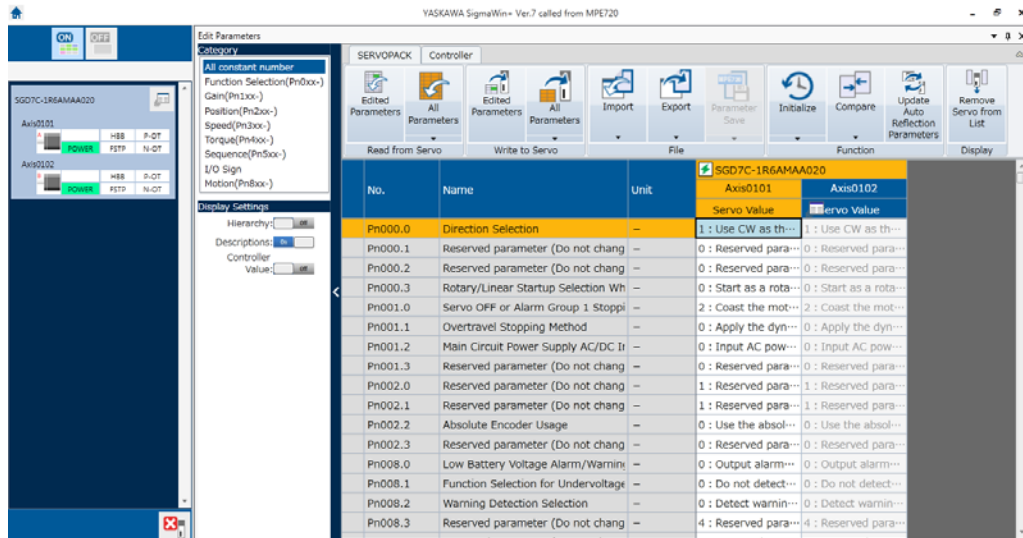 YASKAWA SigmaWin+ Ver.7 called from MPE720
ON OFF
SGD7C-1R6AMAA020
Axis0101
A
HBB P-OT
POWER FSTP N-OT
Axis0102
B
HBB P-OT
POWER FSTP N-OT
Edit Parameters
Category
All constant number
Function Selection(Pn0xx-)
Gain(Pn1xx-)
Position(Pn2xx-)
Speed(Pn3xx-)
Torque(Pn4xx-)
Sequence(Pn5xx-)
I/O Sign
Motion(Pn8xx-)
Display Settings
Hierarchy: Off
Descriptions: On
Controller
Value: Off
SERVOPACK Controller
Edited Parameters
All Parameters
Read from Servo
Edited Parameters
All Parameters
Write to Servo
Import
Export
Parameter Save
File
Initialize
Compare
Update Auto Reflection Parameters
Function
Remove Servo from List
Display
SGD7C-1R6AMAA020
No. Name Unit Axis0101 Axis0102
Servo Value ervo Value
Pn000.0 Direction Selection – 1 : Use CW as th··· 1 : Use CW as th···
Pn000.1 Reserved parameter (Do not chang – 0 : Reserved para··· 0 : Reserved para···
Pn000.2 Reserved parameter (Do not chang – 0 : Reserved para··· 0 : Reserved para···
Pn000.3 Rotary/Linear Startup Selection Wh – 0 : Start as a rota··· 0 : Start as a rota···
Pn001.0 Servo OFF or Alarm Group 1 Stoppi – 2 : Coast the mot··· 2 : Coast the mot···
Pn001.1 Overtravel Stopping Method – 0 : Apply the dyn··· 0 : Apply the dyn···
Pn001.2 Main Circuit Power Supply AC/DC Ir – 0 : Input AC pow··· 0 : Input AC pow···
Pn001.3 Reserved parameter (Do not chang – 0 : Reserved para··· 0 : Reserved para···
Pn002.0 Reserved parameter (Do not chang – 1 : Reserved para··· 1 : Reserved para···
Pn002.1 Reserved parameter (Do not chang – 1 : Reserved para··· 1 : Reserved para···
Pn002.2 Absolute Encoder Usage – 0 : Use the absol··· 0 : Use the absol···
Pn002.3 Reserved parameter (Do not chang – 0 : Reserved para··· 0 : Reserved para···
Pn008.0 Low Battery Voltage Alarm/Warning – 0 : Output alarm··· 0 : Output alarm···
Pn008.1 Function Selection for Undervoltage – 0 : Do not detect··· 0 : Do not detect···
Pn008.2 Warning Detection Selection – 0 : Detect warnin··· 0 : Detect warnin···
Pn008.3 Reserved parameter (Do not chang – 4 : Reserved para··· 4 : Reserved para···